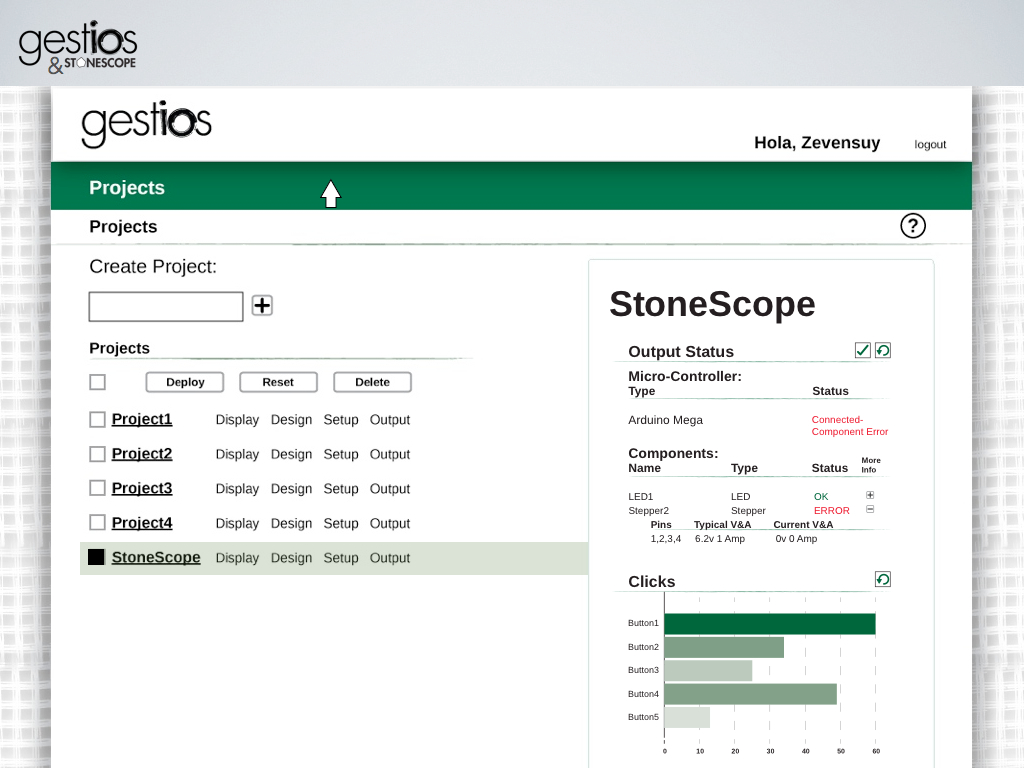 gestios
& STONESCOPE
gestios
Hola, Zevensuy logout
Projects
Projects
?
Create Project:
Projects
Deploy Reset Delete
Project1 Display Design Setup Output
Project2 Display Design Setup Output
Project3 Display Design Setup Output
Project4 Display Design Setup Output
StoneScope Display Design Setup Output
StoneScope
Output Status
Micro-Controller:
Type Status
Arduino Mega Connected-
Component Error
Components:
Name Type Status More Info
LED1 LED OK
Stepper2 Stepper ERROR
Pins Typical V&A Current V&A
1,2,3,4 6.2v 1 Amp 0v 0 Amp
Clicks
Button1
Button2
Button3
Button4
Button5
0 10 20 30 40 50 60